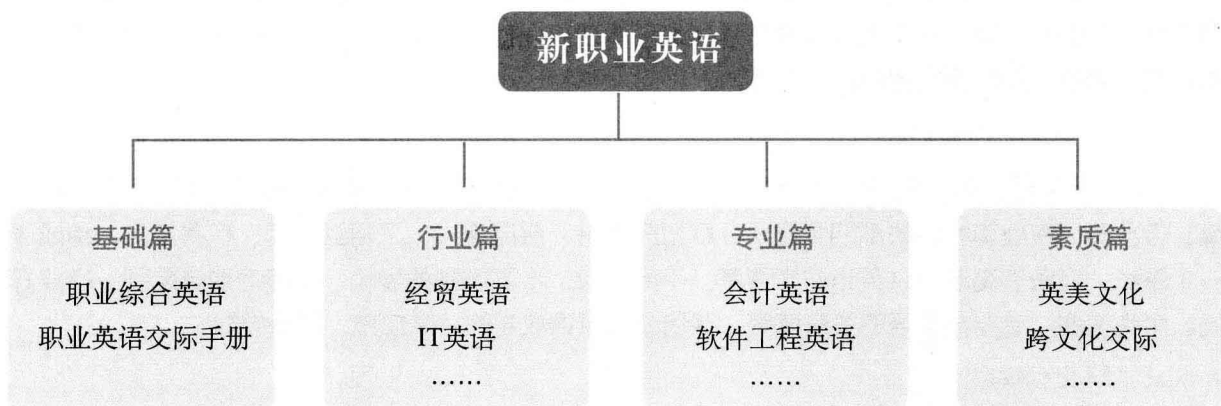 新职业英语
基础篇
职业综合英语
职业英语交际手册
行业篇
经贸英语
IT英语
……
专业篇
会计英语
软件工程英语
……
素质篇
英美文化
跨文化交际
……